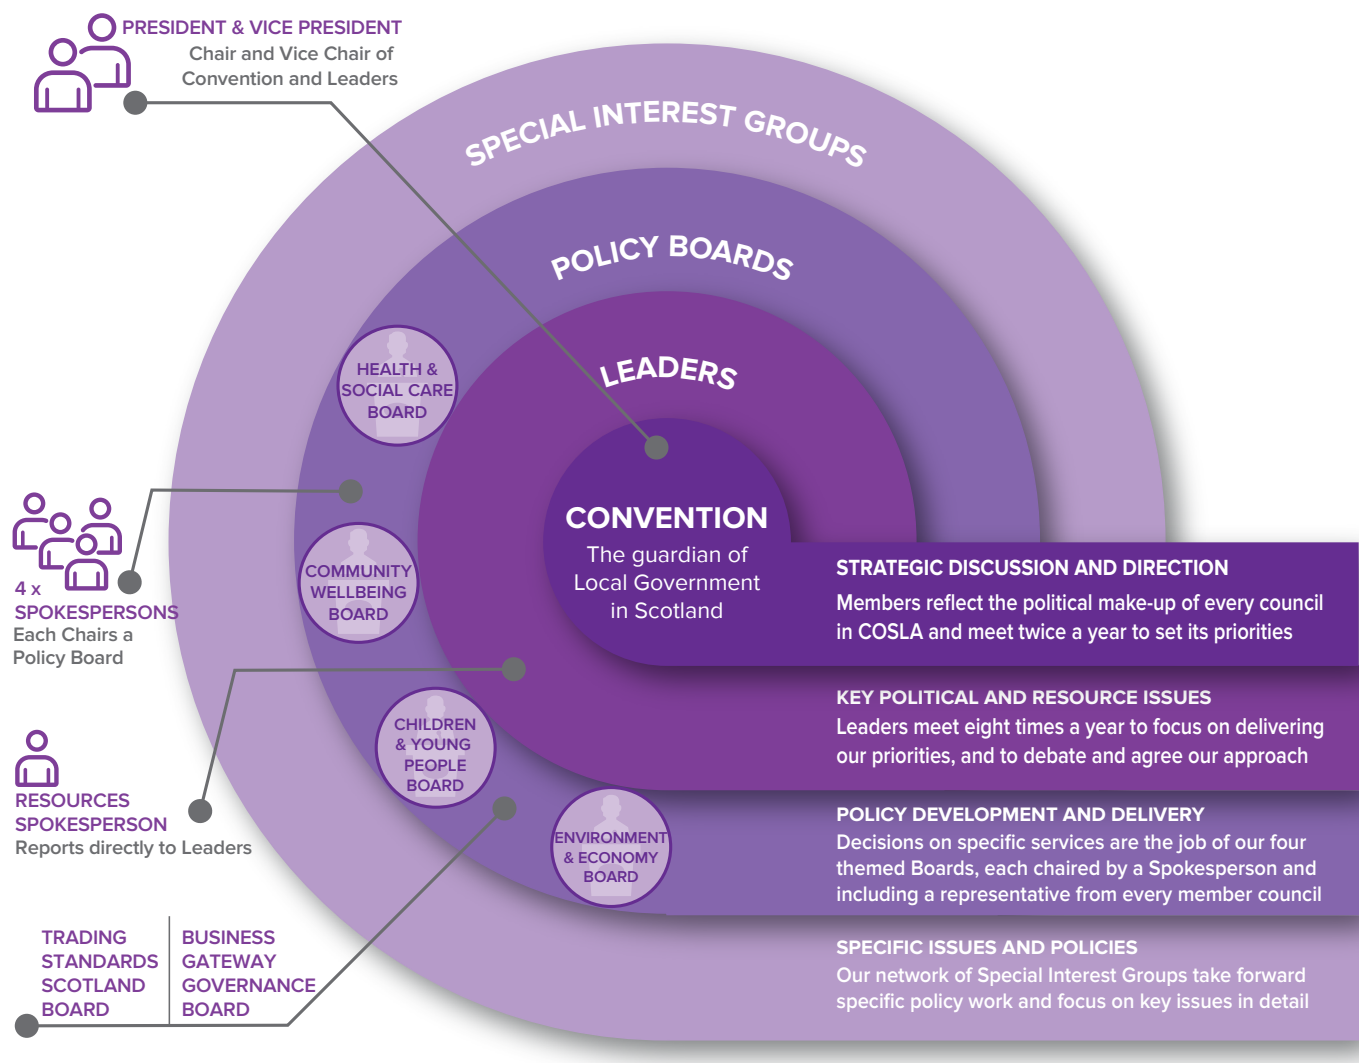 PRESIDENT & VICE PRESIDENT
Chair and Vice Chair of
Convention and Leaders
SPECIAL INTEREST GROUPS
POLICY BOARDS
LEADERS
HEALTH &
SOCIAL CARE
BOARD
CONVENTION
The guardian of
Local Government
in Scotland
COMMUNITY
WELLBEING
BOARD
4 x
SPOKESPERSONS
Each Chairs a
Policy Board
CHILDREN
& YOUNG
PEOPLE
BOARD
RESOURCES
SPOKESPERSON
Reports directly to Leaders
ENVIRONMENT
& ECONOMY
BOARD
TRADING
STANDARDS
SCOTLAND
BOARD
BUSINESS
GATEWAY
GOVERNANCE
BOARD
STRATEGIC DISCUSSION AND DIRECTION
Members reflect the political make-up of every council
in COSLA and meet twice a year to set its priorities
KEY POLITICAL AND RESOURCE ISSUES
Leaders meet eight times a year to focus on delivering
our priorities, and to debate and agree our approach
POLICY DEVELOPMENT AND DELIVERY
Decisions on specific services are the job of our four
themed Boards, each chaired by a Spokesperson and
including a representative from every member council
SPECIFIC ISSUES AND POLICIES
Our network of Special Interest Groups take forward
specific policy work and focus on key issues in detail